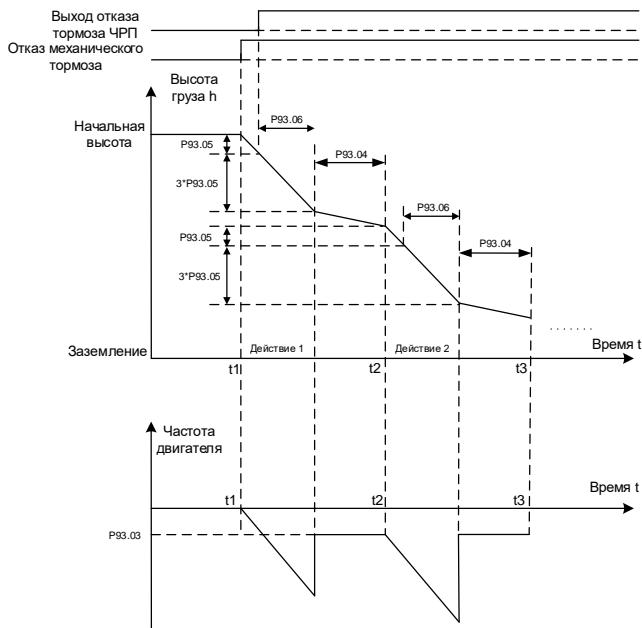 Выход отказа
тормоза ЧРП
Отказ механического
тормоза
Высота
груза h
Начальная
высота
P93.05
P93.06
3*P93.05
P93.04
P93.05
P93.06
3*P93.05
P93.04
Заземление
Действие 1
Действие 2
Время t
t1
t2
t3
Частота
двигателя
t1
t2
t3
Время t
P93.03